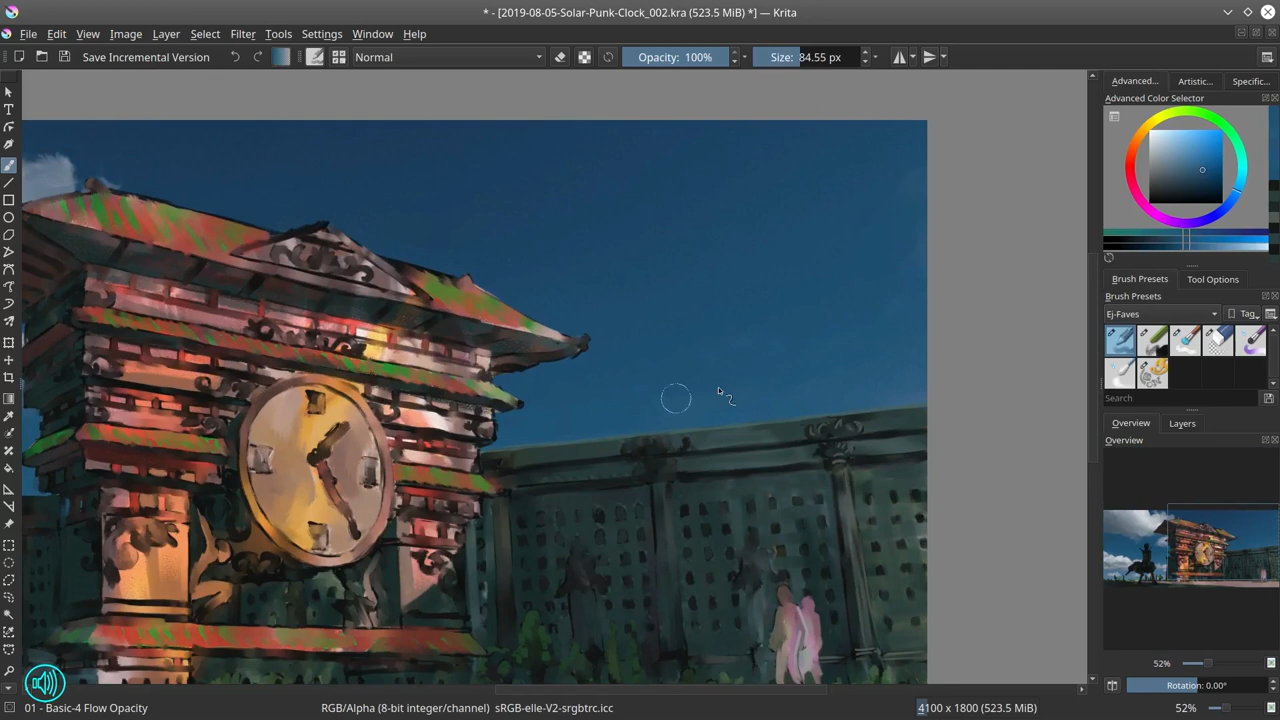 * - [2019-08-05-Solar-Punk-Clock_002.kra (523.5 MiB) *] — Krita
File Edit View Image Layer Select Filter Tools Settings Window Help
Save Incremental Version Normal Opacity: 100% Size: 84.55 px
Advanced... Artistic... Specific...
Advanced Color Selector
Brush Presets Tool Options
Brush Presets
Ej-Faves Tag
Search
Overview Layers
Overview
52%
Rotation: 0.00°
01 - Basic-4 Flow Opacity RGB/Alpha (8-bit integer/channel) sRGB-elle-V2-srgbtrc.icc 4100 x 1800 (523.5 MiB) 52%